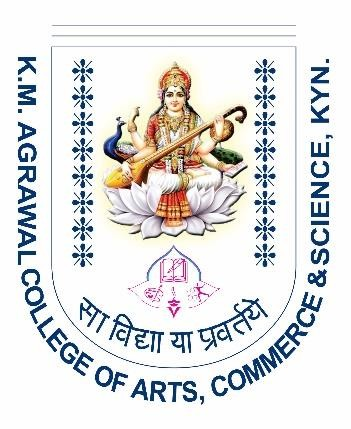 K.M. AGRAWAL COLLEGE OF ARTS, COMMERCE & SCIENCE, KYN.
सा विद्या या प्रवर्तये